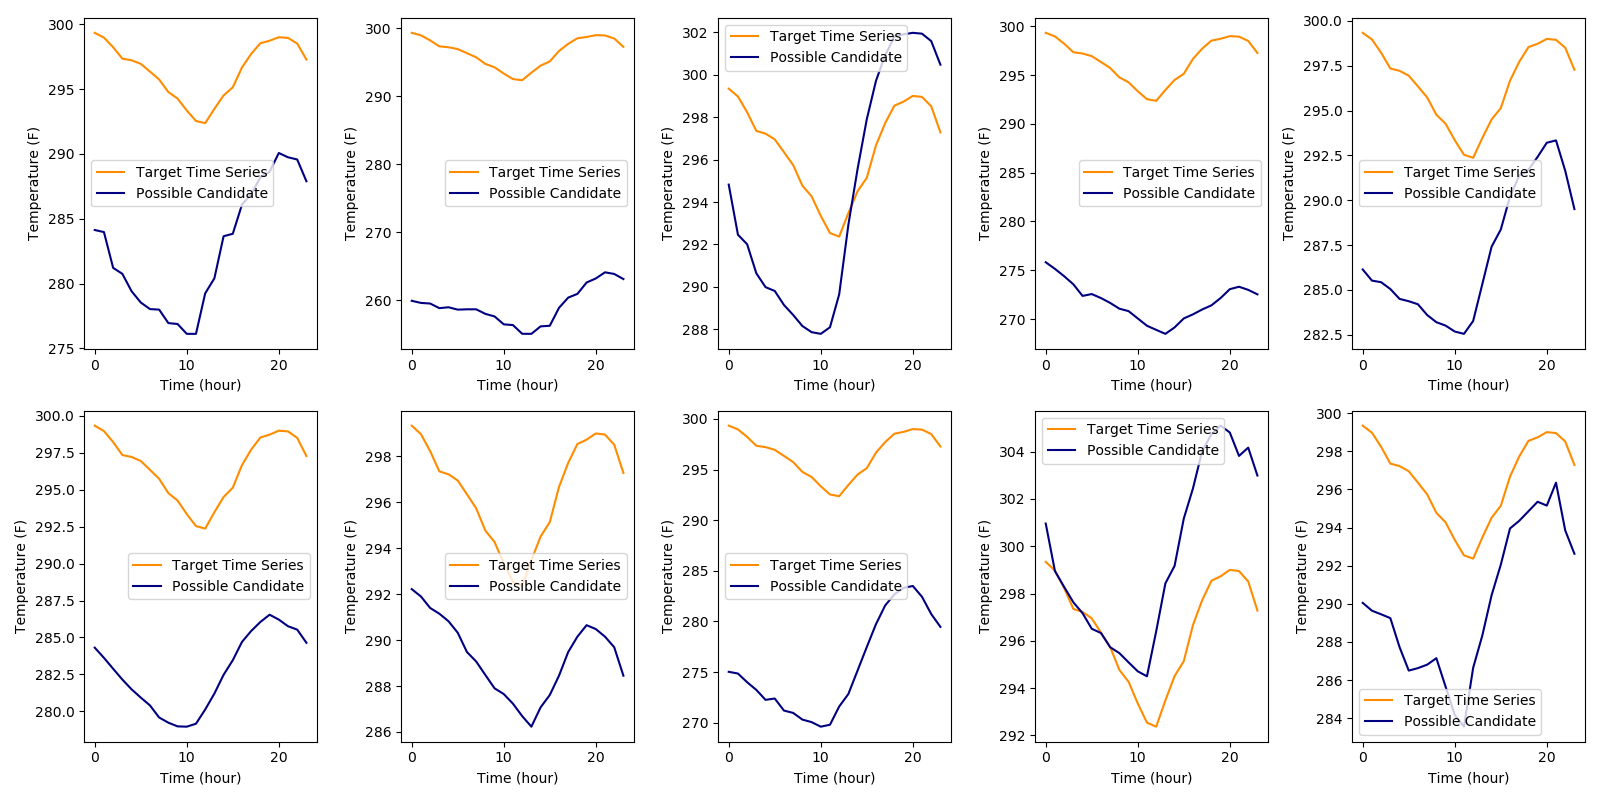 300
295
290
285
280
275
0
10
20
Temperature (F)
Time (hour)
Target Time Series
Possible Candidate
300
290
280
270
260
0
10
20
Temperature (F)
Time (hour)
Target Time Series
Possible Candidate
302
300
298
296
294
292
290
288
0
10
20
Temperature (F)
Time (hour)
Target Time Series
Possible Candidate
300
295
290
285
280
275
270
0
10
20
Temperature (F)
Time (hour)
Target Time Series
Possible Candidate
300.0
297.5
295.0
292.5
290.0
287.5
285.0
282.5
0
10
20
Temperature (F)
Time (hour)
Target Time Series
Possible Candidate
300.0
297.5
295.0
292.5
290.0
287.5
285.0
282.5
280.0
0
10
20
Temperature (F)
Time (hour)
Target Time Series
Possible Candidate
298
296
294
292
290
288
286
0
10
20
Temperature (F)
Time (hour)
Target Time Series
Possible Candidate
300
295
290
285
280
275
270
0
10
20
Temperature (F)
Time (hour)
Target Time Series
Possible Candidate
304
302
300
298
296
294
292
0
10
20
Temperature (F)
Time (hour)
Target Time Series
Possible Candidate
300
298
296
294
292
290
288
286
284
0
10
20
Temperature (F)
Time (hour)
Target Time Series
Possible Candidate